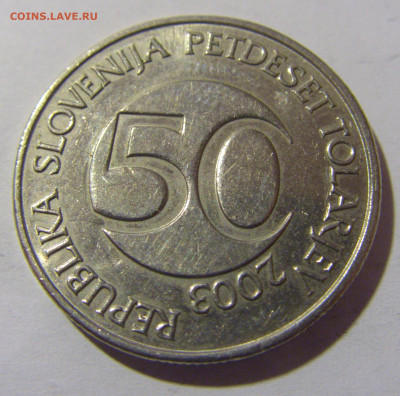 COINS.LAVE.RU
REPUBLIKA SLOVENIJA PETDESET TOLARJEV 2003
50